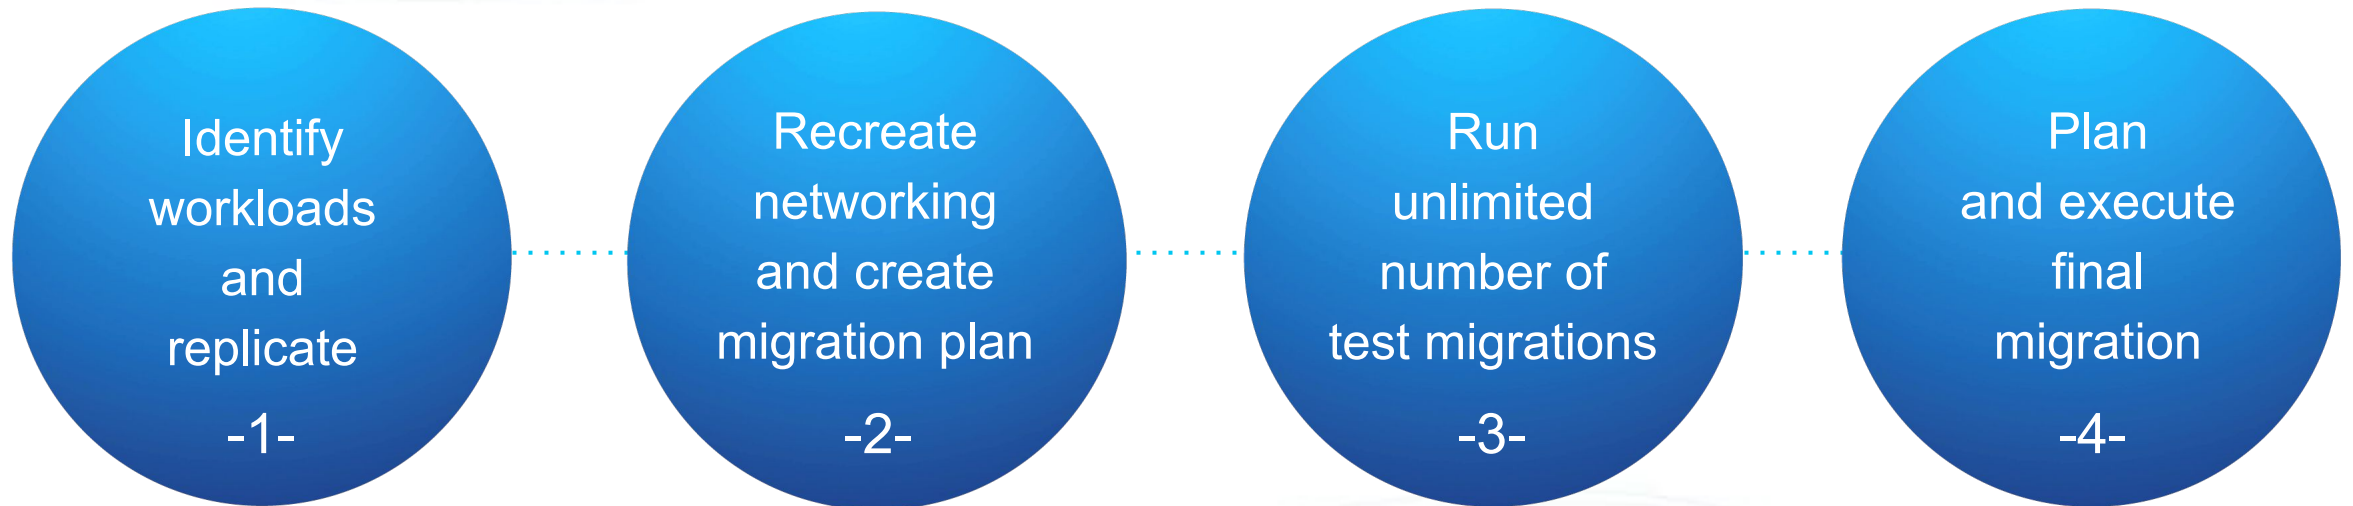 Identify
workloads
and
replicate
-1-
Recreate
networking
and create
migration plan
-2-
Run
unlimited
number of
test migrations
-3-
Plan
and execute
final
migration
-4-